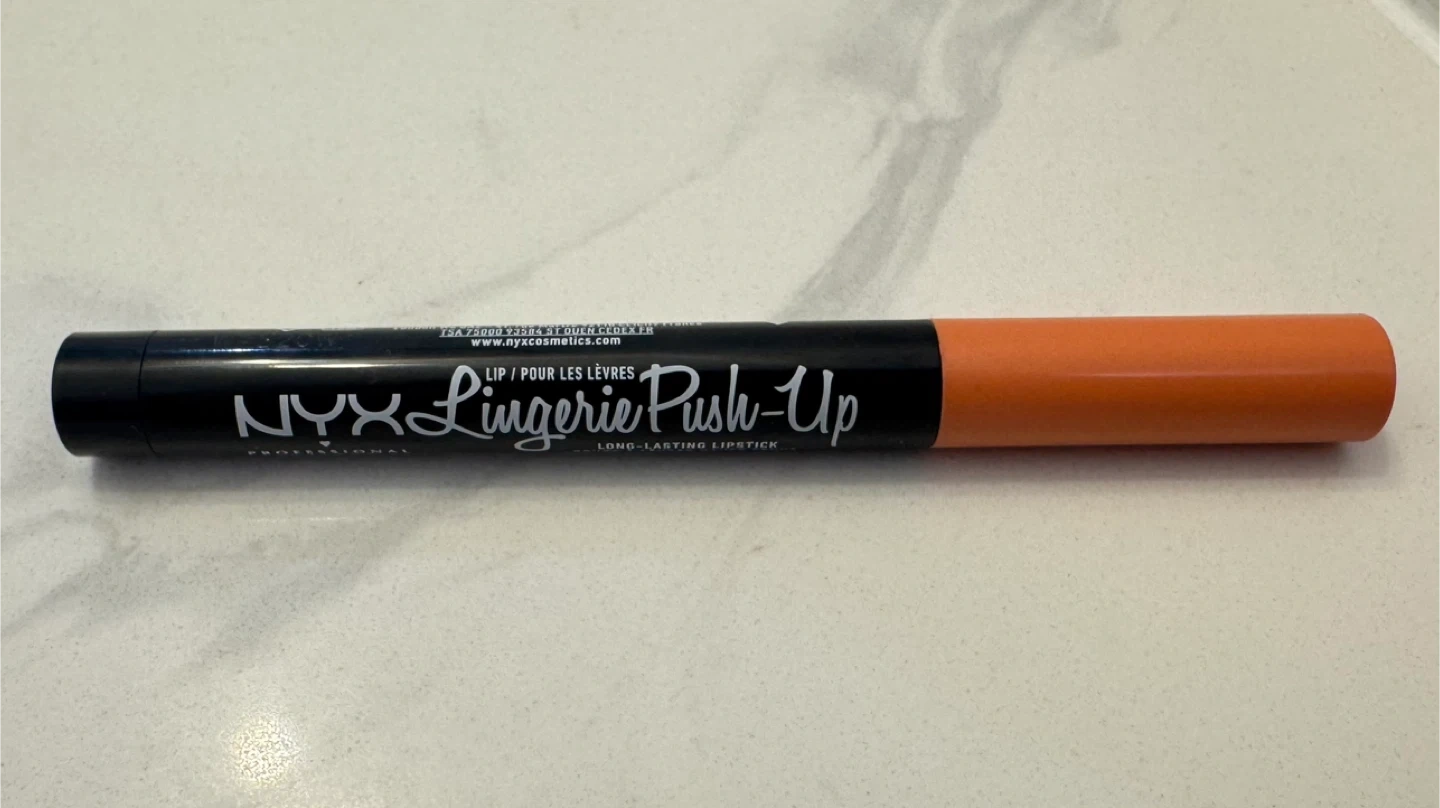 TSA 75000 93584 ST OUEN CEDEX FR
www.nyxcosmetics.com
LIP / POUR LES LÈVRES
NYX Lingerie Push-Up
PROFESSIONAL
LONG-LASTING LIPSTICK